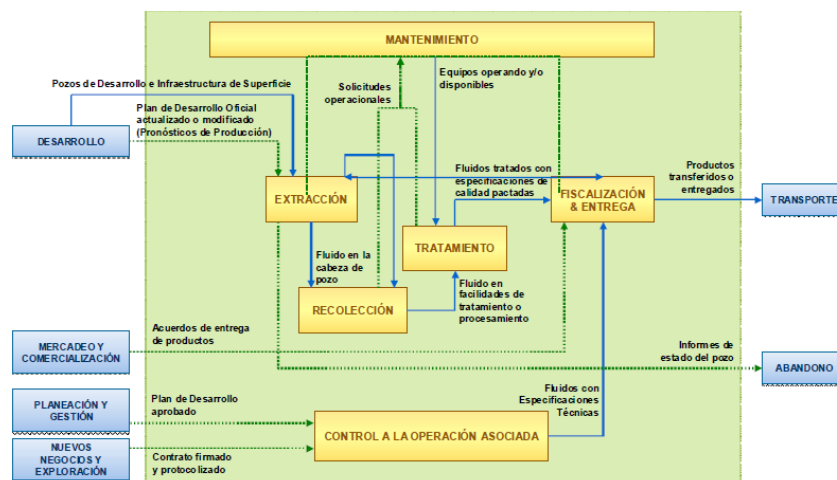 MANTENIMIENTO
Pozos de Desarrollo e Infraestructura de Superficie
Solicitudes
operacionales
Equipos operando y/o
disponibles
Plan de Desarrollo Oficial
actualizado o modificado
(Pronósticos de Producción)
DESARROLLO
EXTRACCIÓN
Fluidos tratados con
especificaciones de
calidad pactadas
FISCALIZACIÓN
& ENTREGA
Productos
transferidos o
entregados
TRANSPORTE
TRATAMIENTO
Fluido en la
cabeza de
pozo
RECOLECCIÓN
Fluido en
facilidades de
tratamiento o
procesamiento
MERCADEO Y
COMERCIALIZACIÓN
Acuerdos de entrega
de productos
Informes de
estado del pozo
ABANDONO
PLANEACIÓN Y
GESTIÓN
Plan de Desarrollo
aprobado
Fluidos con
Especificaciones
Técnicas
CONTROL A LA OPERACIÓN ASOCIADA
NUEVOS
NEGOCIOS Y
EXPLORACIÓN
Contrato firmado
y protocolizado